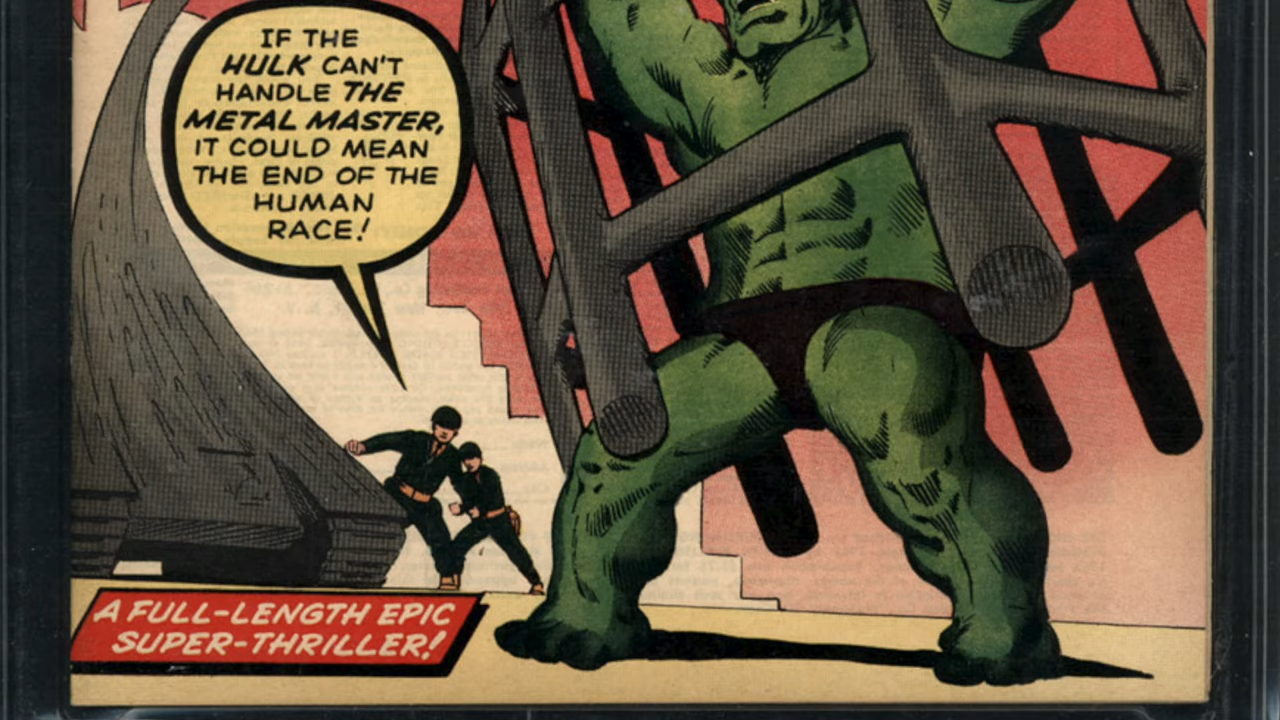 IF THE
HULK CAN'T
HANDLE THE
METAL MASTER,
IT COULD MEAN
THE END OF THE
HUMAN
RACE!
A FULL-LENGTH EPIC
SUPER-THRILLER!